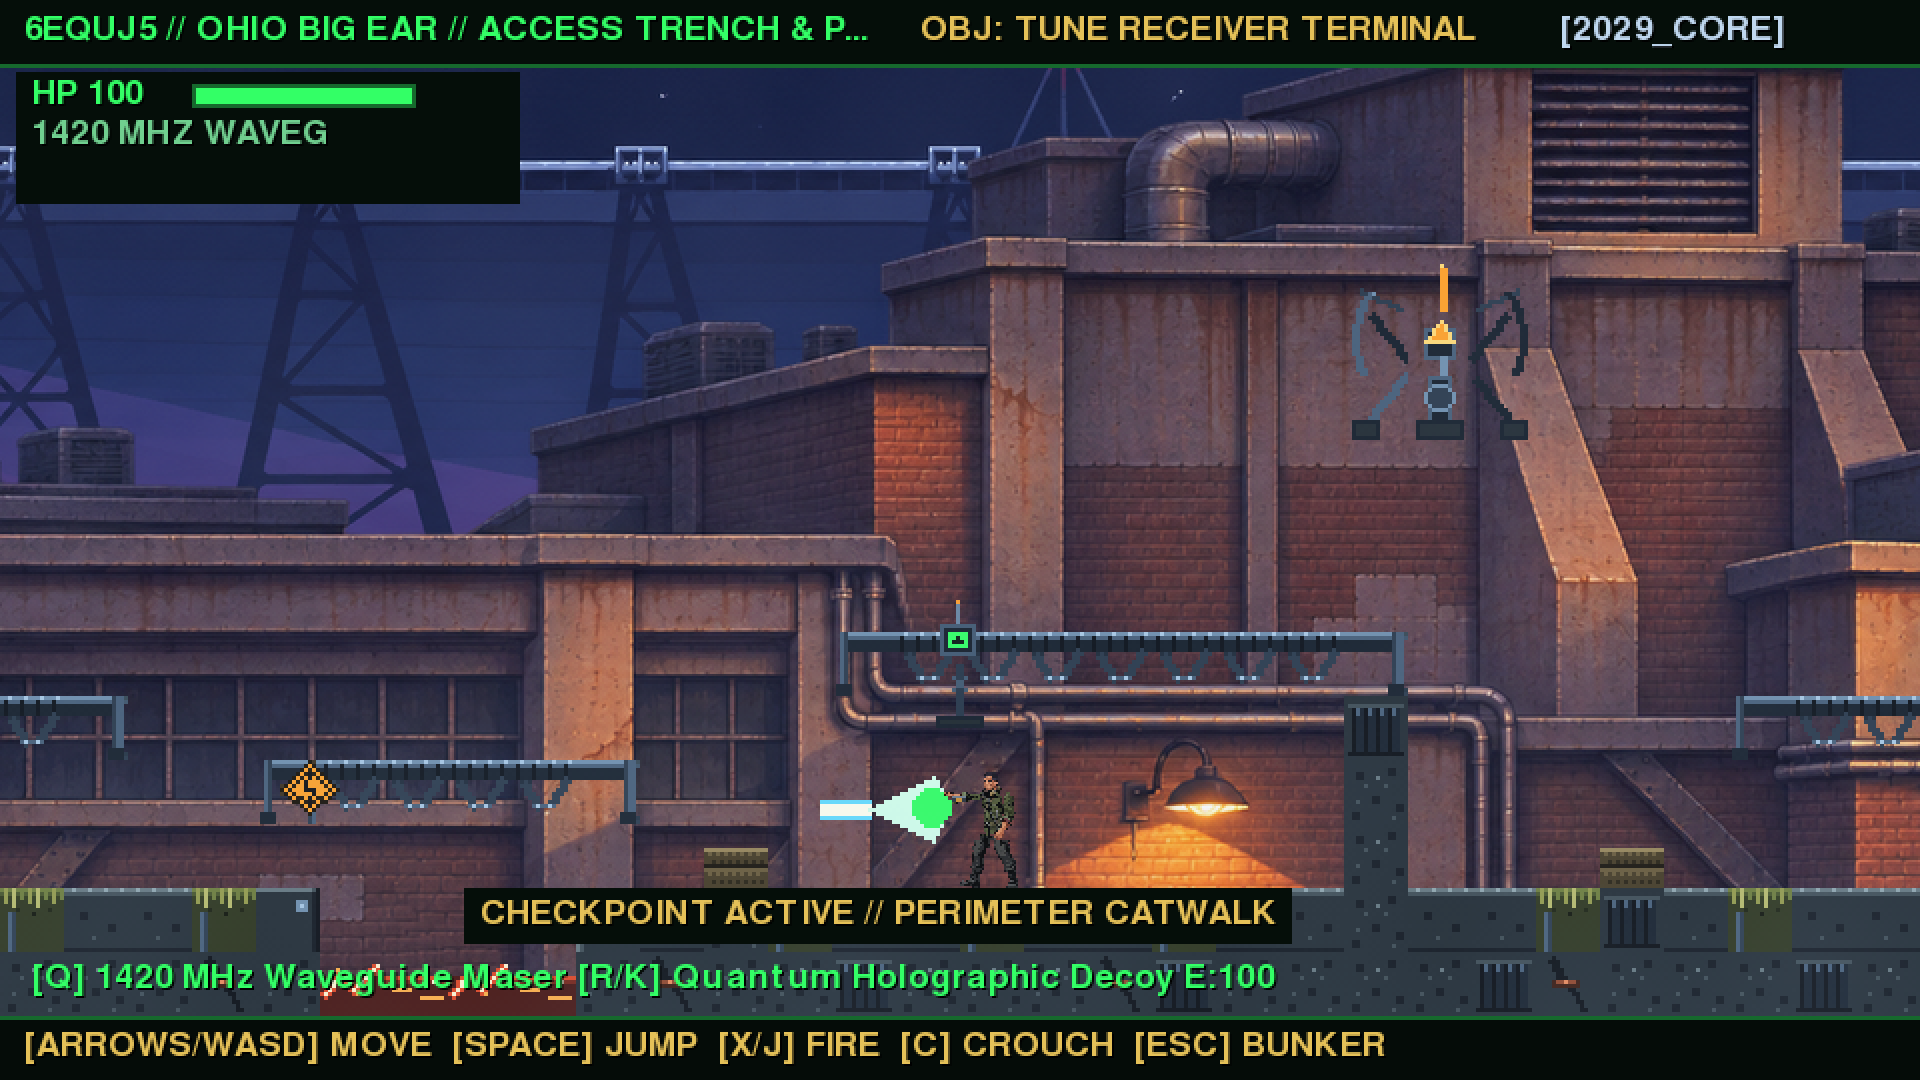 6EQUJ5 // OHIO BIG EAR // ACCESS TRENCH & P... OBJ: TUNE RECEIVER TERMINAL [2029_CORE]
HP 100
1420 MHZ WAVEG
CHECKPOINT ACTIVE // PERIMETER CATWALK
[Q] 1420 MHz Waveguide Maser [R/K] Quantum Holographic Decoy E:100
[ARROWS/WASD] MOVE [SPACE] JUMP [X/J] FIRE [C] CROUCH [ESC] BUNKER